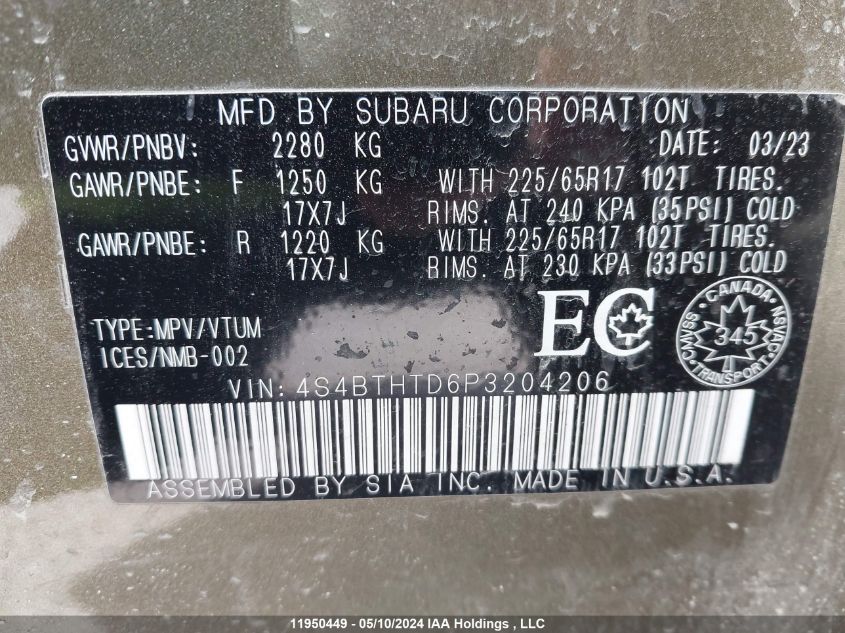 MFD BY SUBARU CORPORATION
GVWR/PNBV: 2280 KG DATE: 03/23
GAWR/PNBE: F 1250 KG WITH 225/65R17 102T TIRES.
17X7J RIMS. AT 240 KPA (35PSI) COLD
GAWR/PNBE: R 1220 KG WITH 225/65R17 102T TIRES.
17X7J RIMS. AT 230 KPA (33PSI) COLD
EC
CANADA
CMVSS NSVAC
345
TRANSPORT
TYPE:MPV/VTUM
ICES/NMB-002
VIN: 4S4BTHTD6P3204206
ASSEMBLED BY SIA INC. MADE IN U.S.A.
11950449 - 05/10/2024 IAA Holdings , LLC